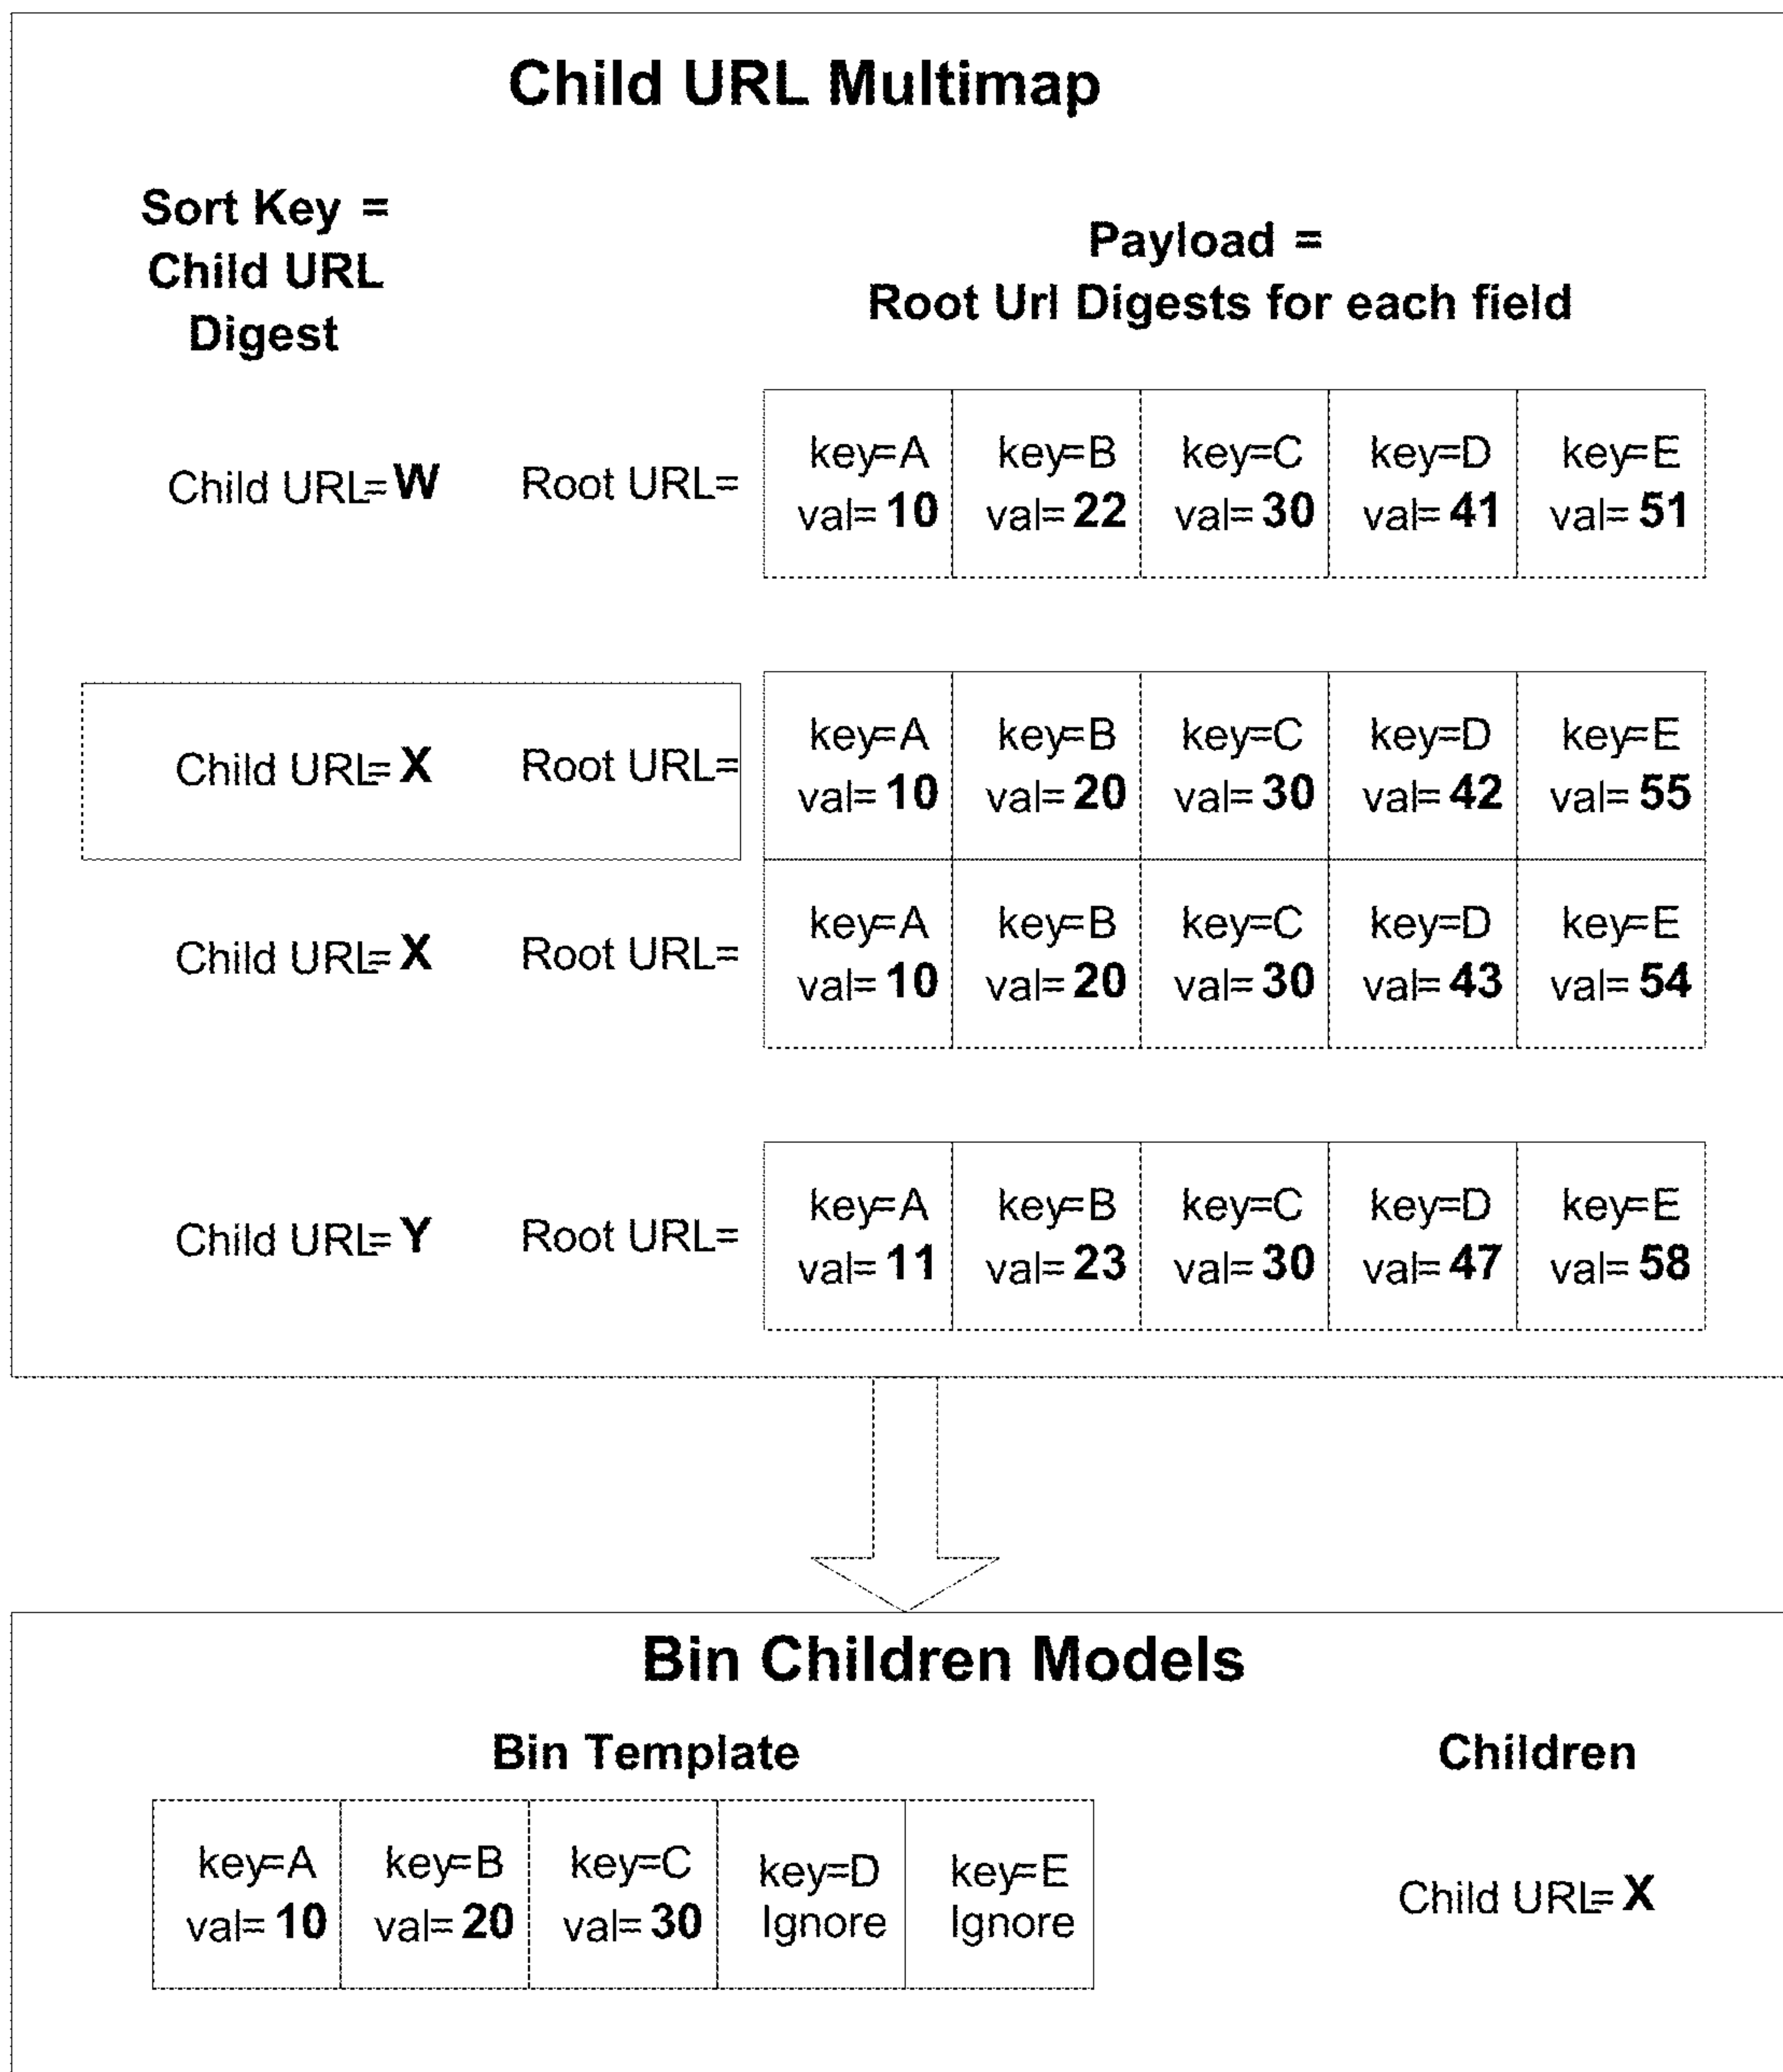 Child URL Multimap
Sort Key =
Child URL
Digest
Payload =
Root Url Digests for each field
Child URL= W Root URL=
key=A key=B key=C key=D key=E
val= 10 val= 22 val= 30 val= 41 val= 51
Child URL= X Root URL=
key=A key=B key=C key=D key=E
val= 10 val= 20 val= 30 val= 42 val= 55
Child URL= X Root URL=
key=A key=B key=C key=D key=E
val= 10 val= 20 val= 30 val= 43 val= 54
Child URL= Y Root URL=
key=A key=B key=C key=D key=E
val= 11 val= 23 val= 30 val= 47 val= 58
Bin Children Models
Bin Template
Children
key=A key=B key=C key=D key=E
val= 10 val= 20 val= 30 Ignore Ignore
Child URL= X